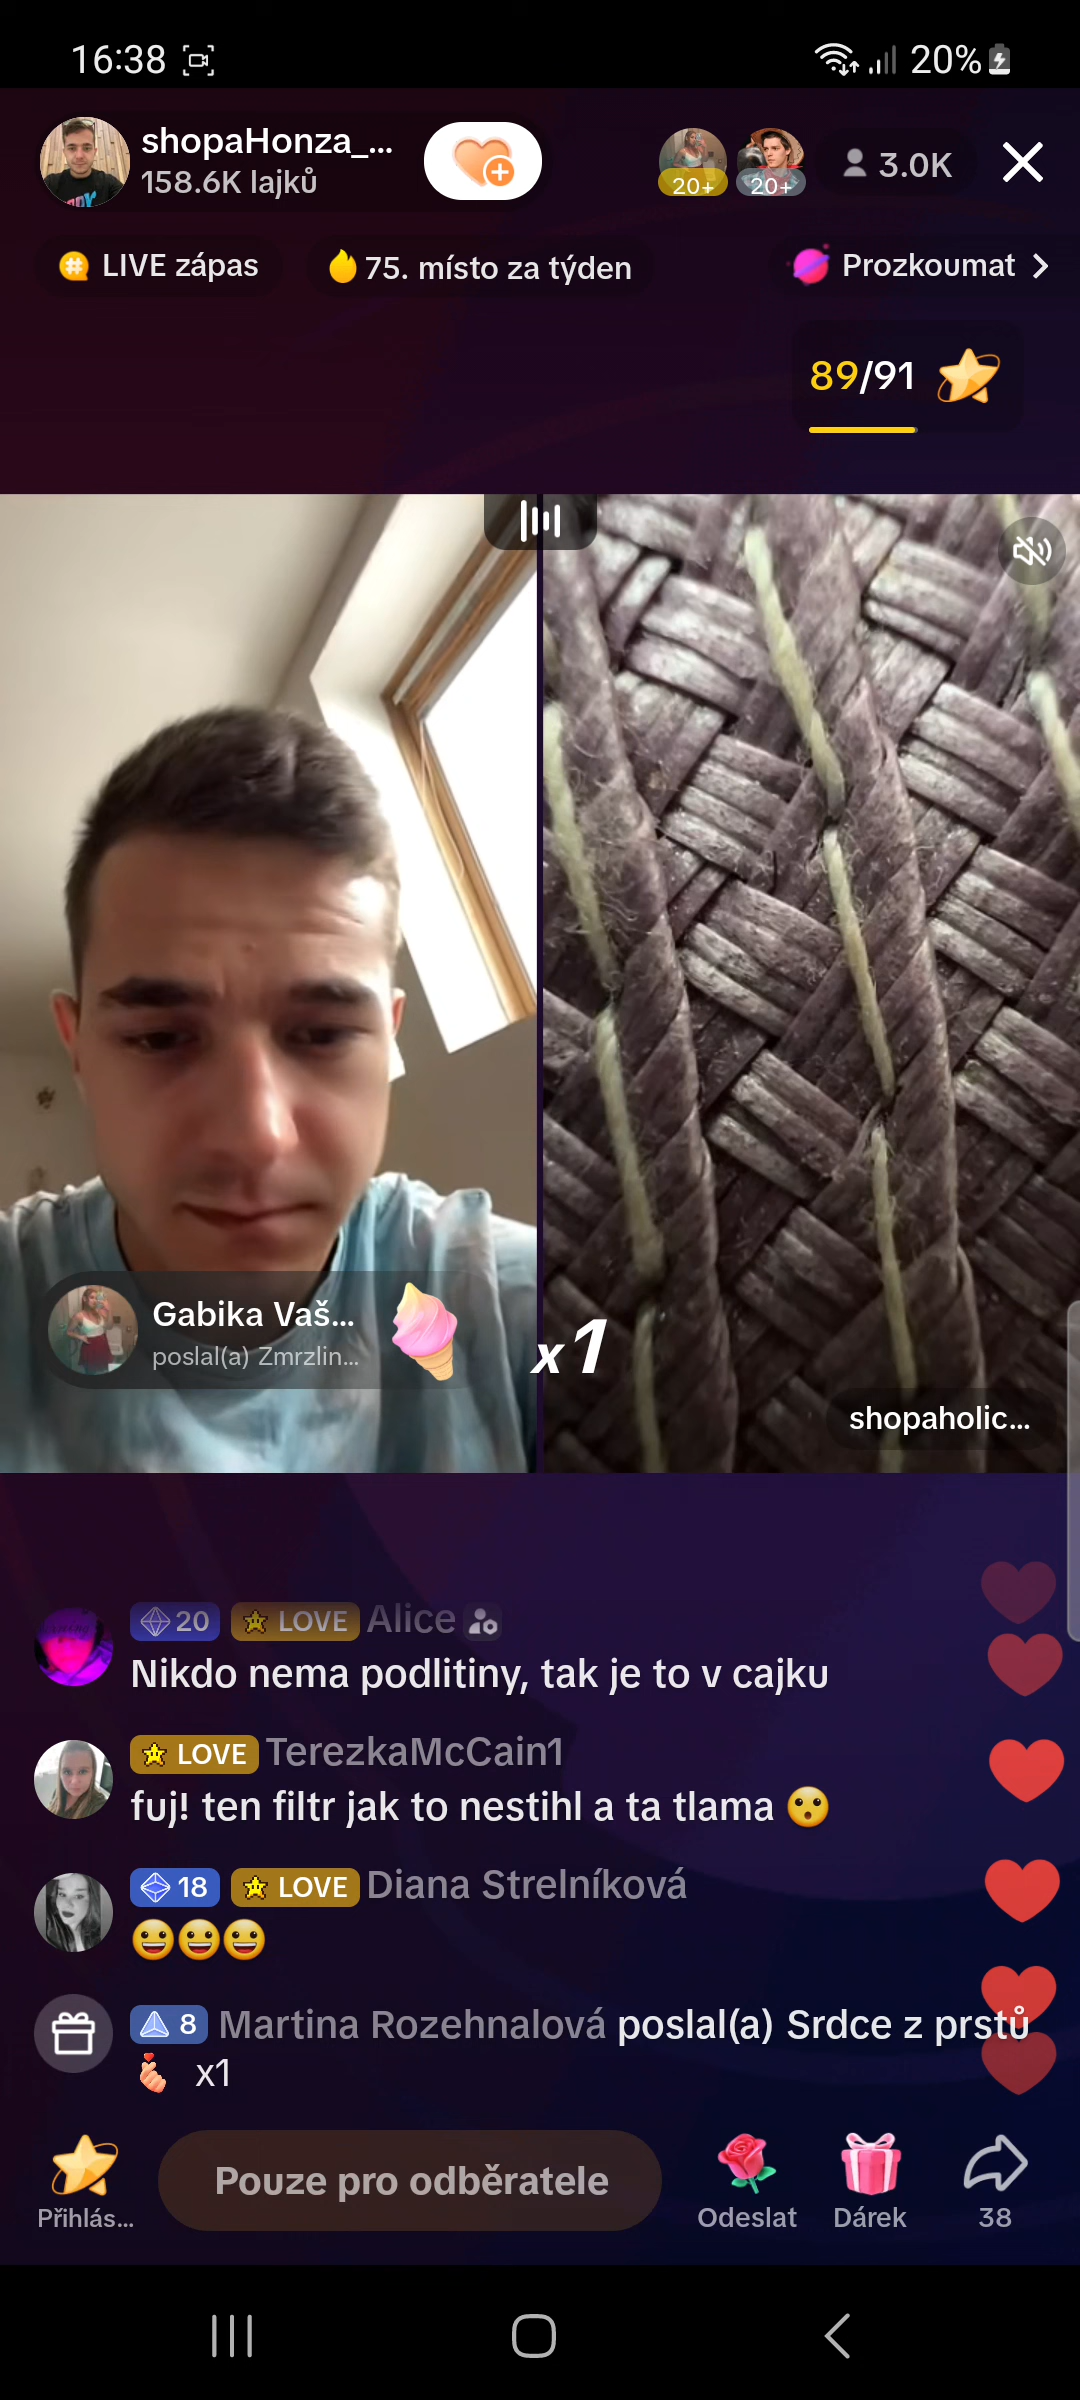 16:38
20%
shopaHonza_...
158.6K lajků
20+
20+
3.0K
LIVE zápas
75. místo za týden
Prozkoumat
89/91
Gabika Vaš...
poslal(a) Zmrzlin...
x1
shopaholic...
20 LOVE Alice
Nikdo nema podlitiny, tak je to v cajku
LOVE TerezkaMcCain1
fuj! ten filtr jak to nestihl a ta tlama 😮
18 LOVE Diana Strelníková
😀😀😀
8 Martina Rozehnalová poslal(a) Srdce z prstů
x1
Přihlás...
Pouze pro odběratele
Odeslat
Dárek
38